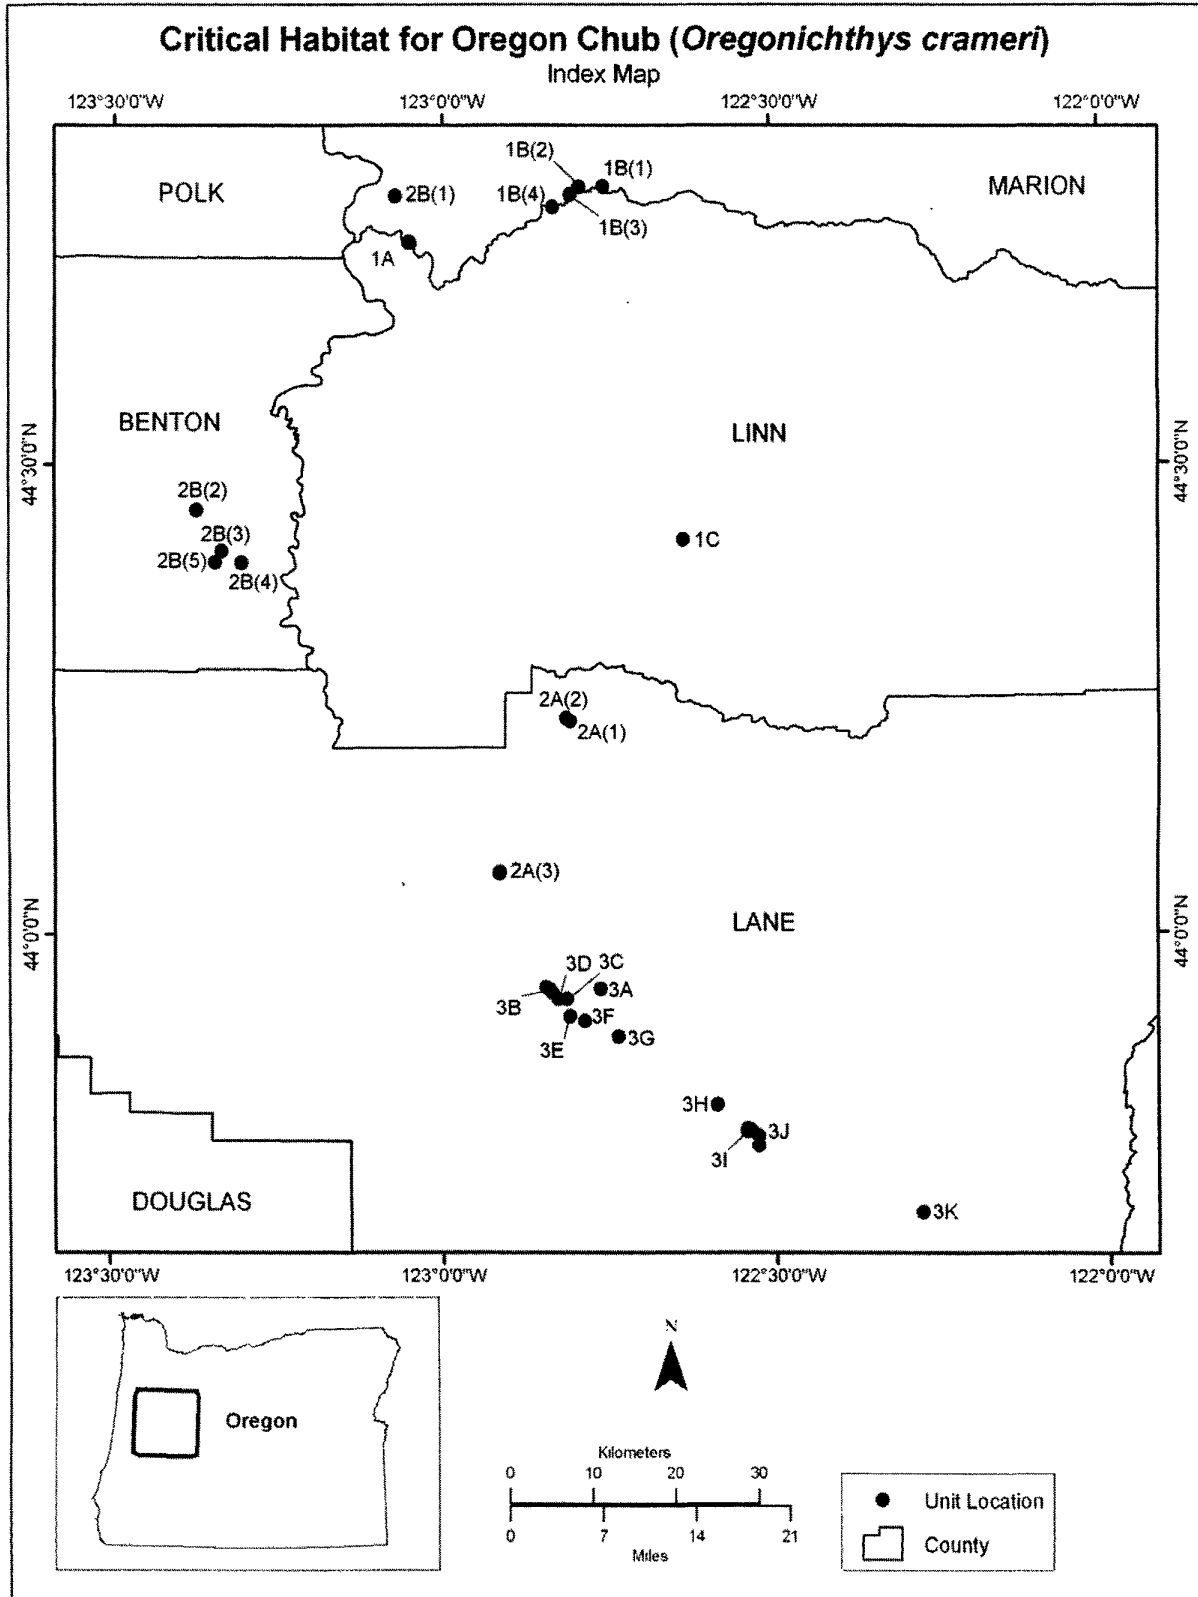 Critical Habitat for Oregon Chub (Oregonichthys crameri)
Index Map
123°30'0"W 123°0'0"W 122°30'0"W 122°0'0"W
1B(2)
1B(1)
POLK
2B(1)
1B(4)
MARION
1B(3)
1A
BENTON
LINN
44°30'0"N
44°30'0"N
2B(2)
2B(3)
1C
2B(5)
2B(4)
2A(2)
2A(1)
2A(3)
LANE
44°0'0"N
44°0'0"N
3D 3C
3A
3B
3F
3E
3G
3H
3J
3I
DOUGLAS
3K
123°30'0"W 123°0'0"W 122°30'0"W 122°0'0"W
N
Oregon
Kilometers
0 10 20 30
0 7 14 21
Miles
Unit Location
County